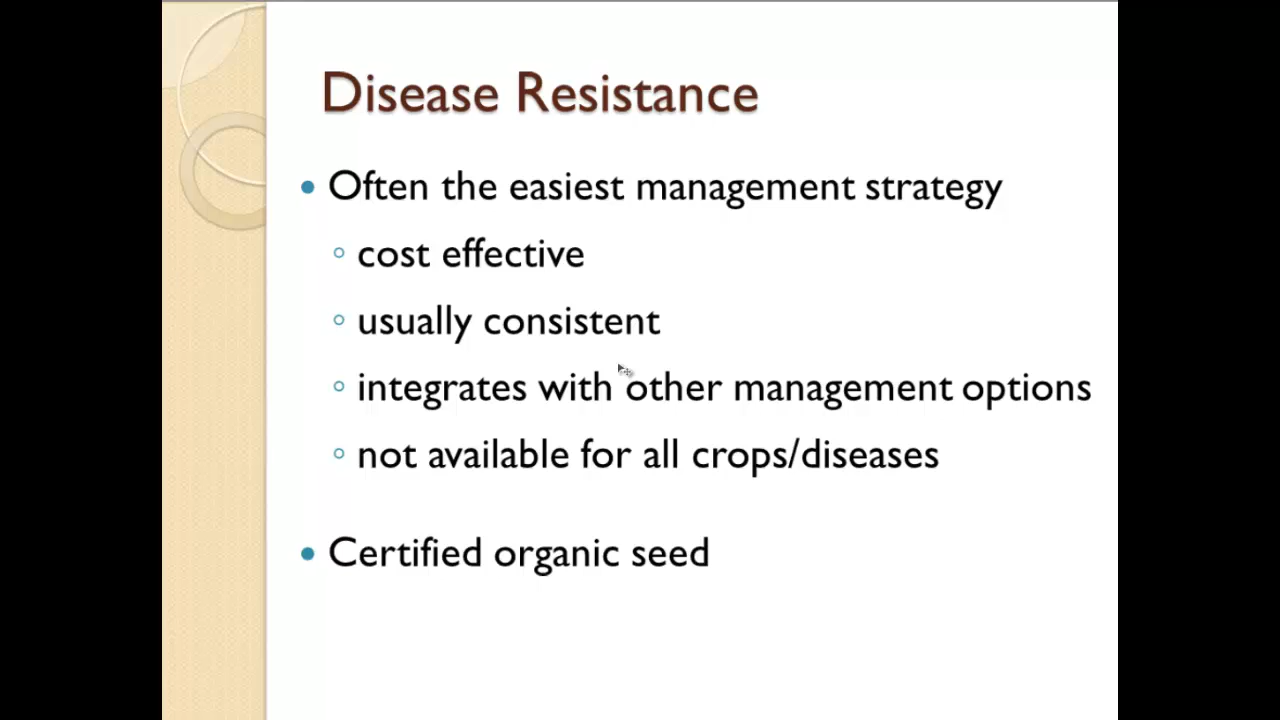 Disease Resistance
Often the easiest management strategy
cost effective
usually consistent
integrates with other management options
not available for all crops/diseases
Certified organic seed